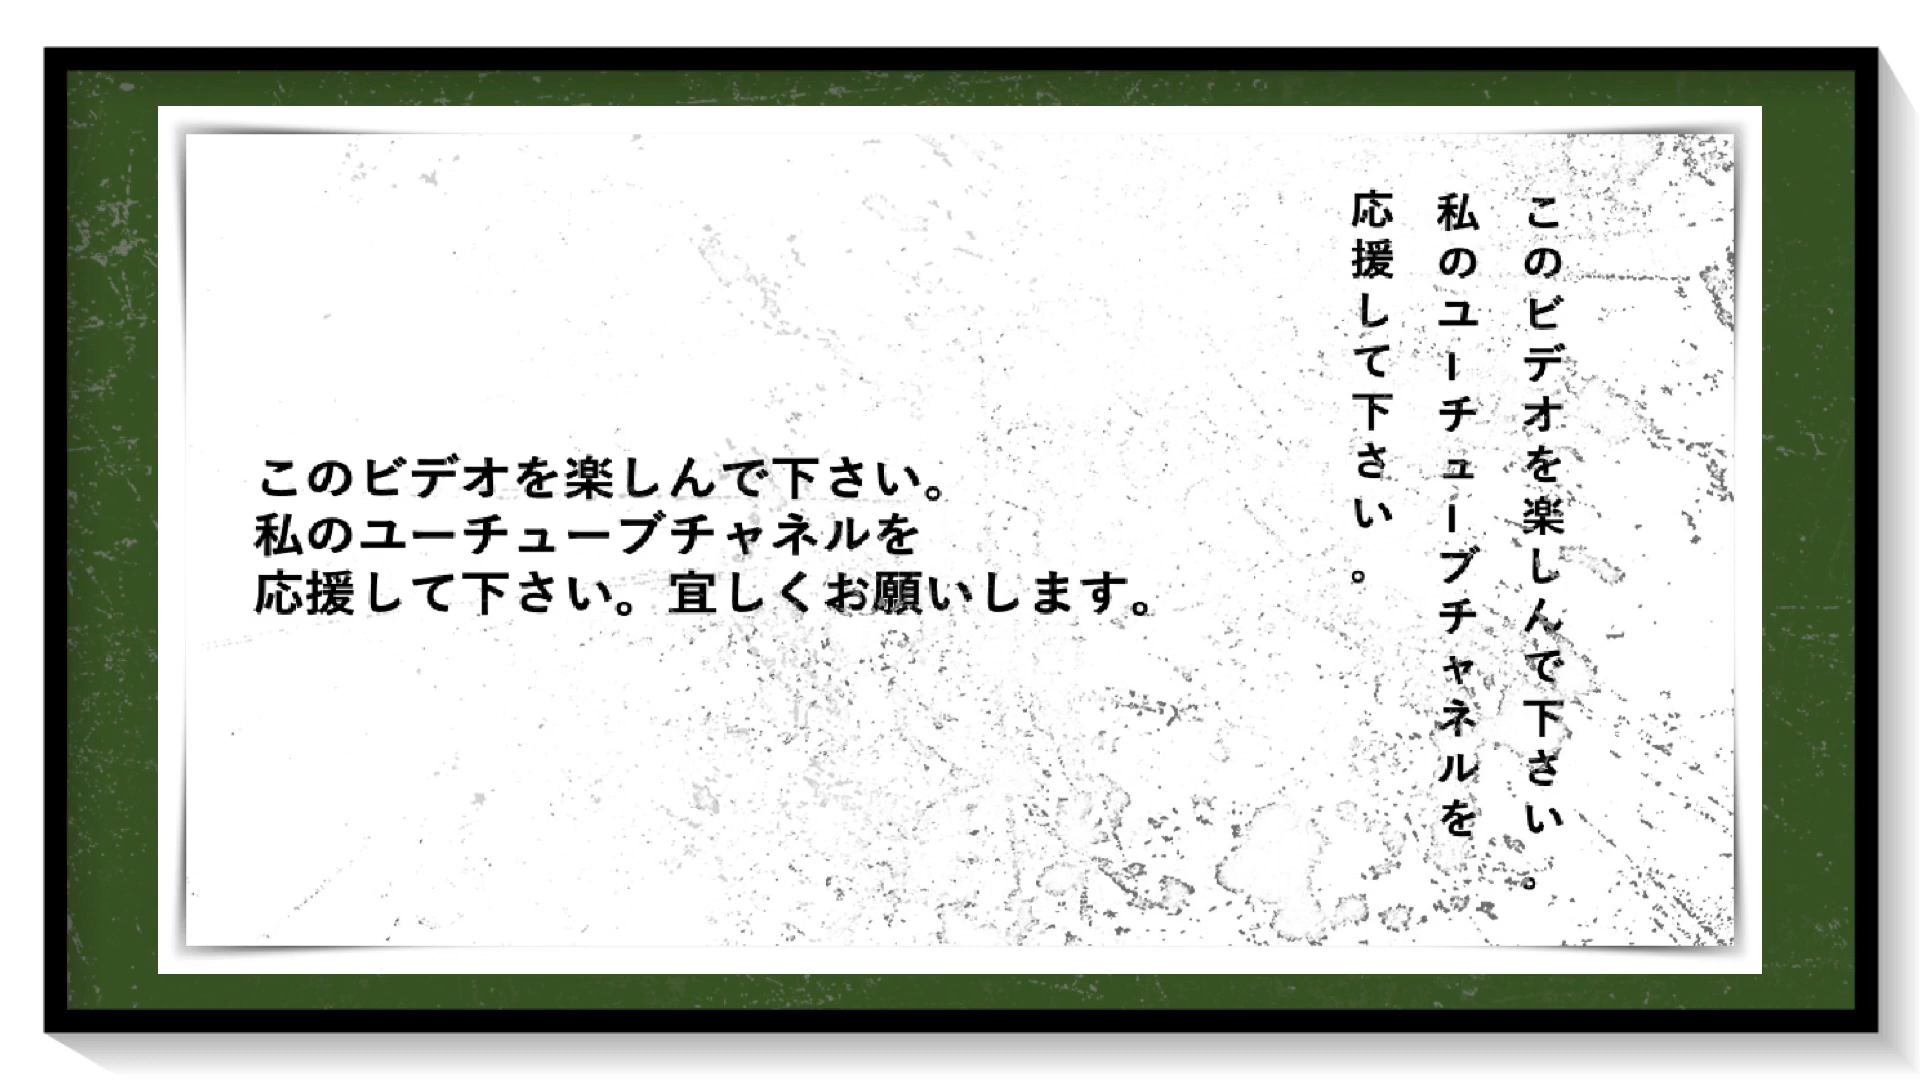 このビデオを楽しんで下さい。
私のユーチューブチャネルを
応援して下さい。宜しくお願いします。
このビデオを楽しんで下さい。
私のユーチューブチャネルを
応援して下さい。